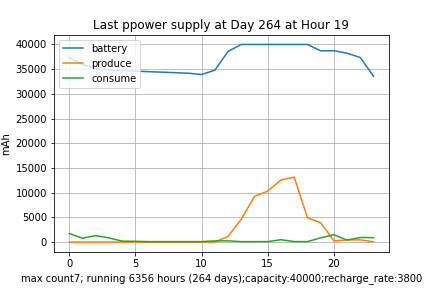 Last ppower supply at Day 264 at Hour 19
40000
35000
30000
25000
20000
15000
10000
5000
0
mAh
battery
produce
consume
0
5
10
15
20
max count7; running 6356 hours (264 days);capacity:40000;recharge_rate:3800